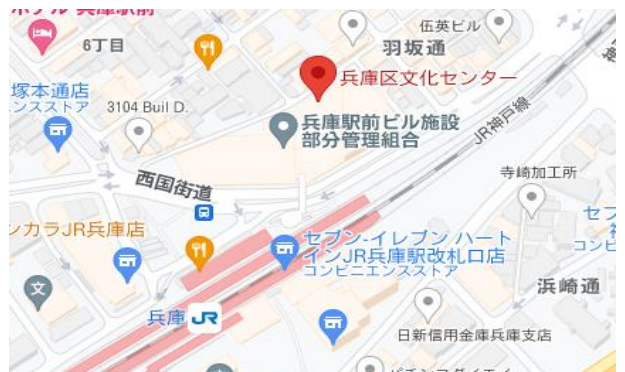 ホテル 兵庫駅前
6丁目
伍英ビル
羽坂通
兵庫区文化センター
塚本通店
ンエンスストア
3104 Buil D.
兵庫駅前ビル施設
部分管理組合
JR神戸線
西国街道
寺崎加工所
ンカラJR兵庫店
セブン-イレブン ハート
インJR兵庫駅改札口店
コンビニエンスストア
セブ
コンビ
文
浜崎通
兵庫 JR
日新信用金庫兵庫支店